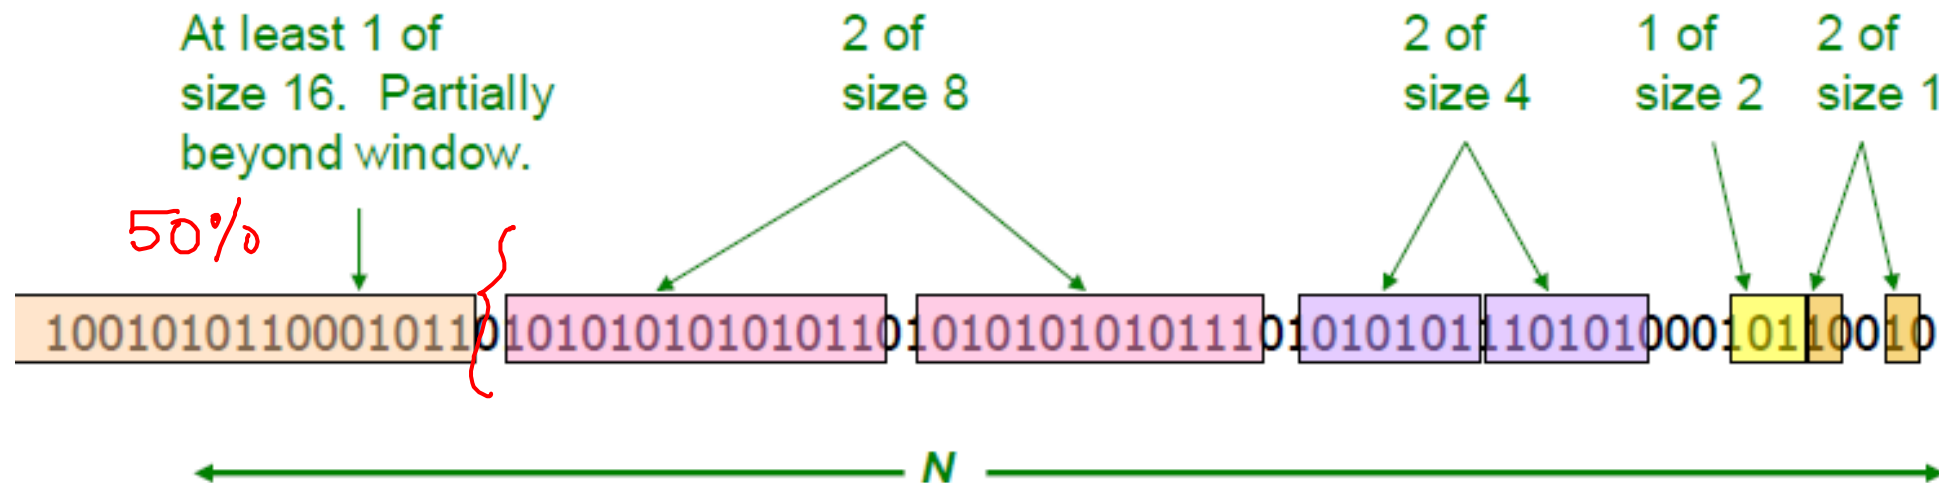 At least 1 of
size 16. Partially
beyond window.
2 of
size 8
2 of
size 4
1 of
size 2
2 of
size 1
50%
1001010110001011010101010101011010101010101110101010111010100010110010
N